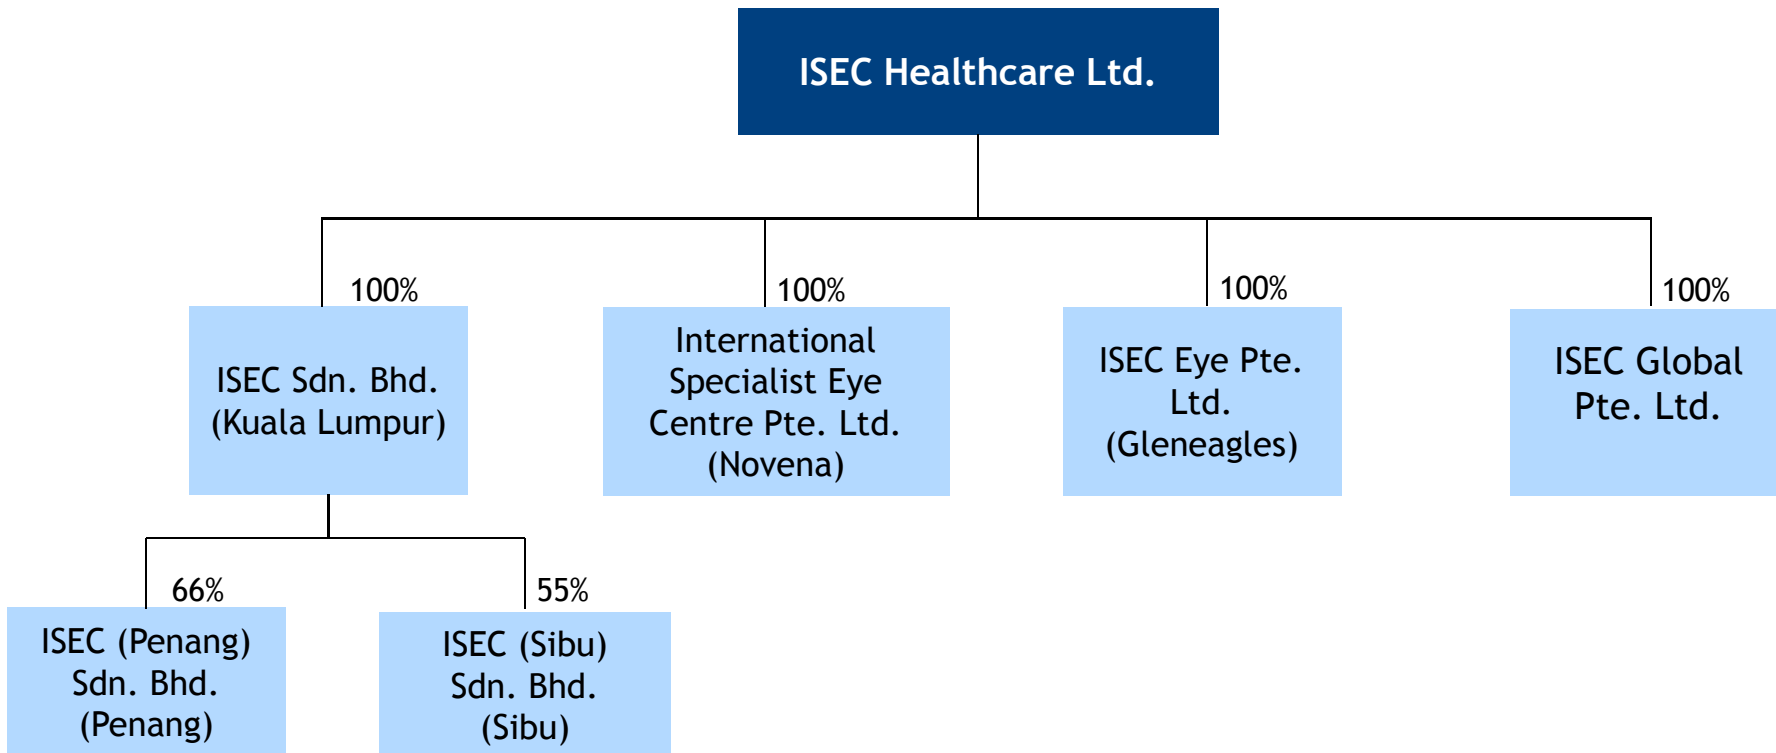 ISEC Healthcare Ltd.
100%
100%
100%
100%
ISEC Sdn. Bhd.
(Kuala Lumpur)
International
Specialist Eye
Centre Pte. Ltd.
(Novena)
ISEC Eye Pte.
Ltd.
(Gleneagles)
ISEC Global
Pte. Ltd.
66%
55%
ISEC (Penang)
Sdn. Bhd.
(Penang)
ISEC (Sibu)
Sdn. Bhd.
(Sibu)